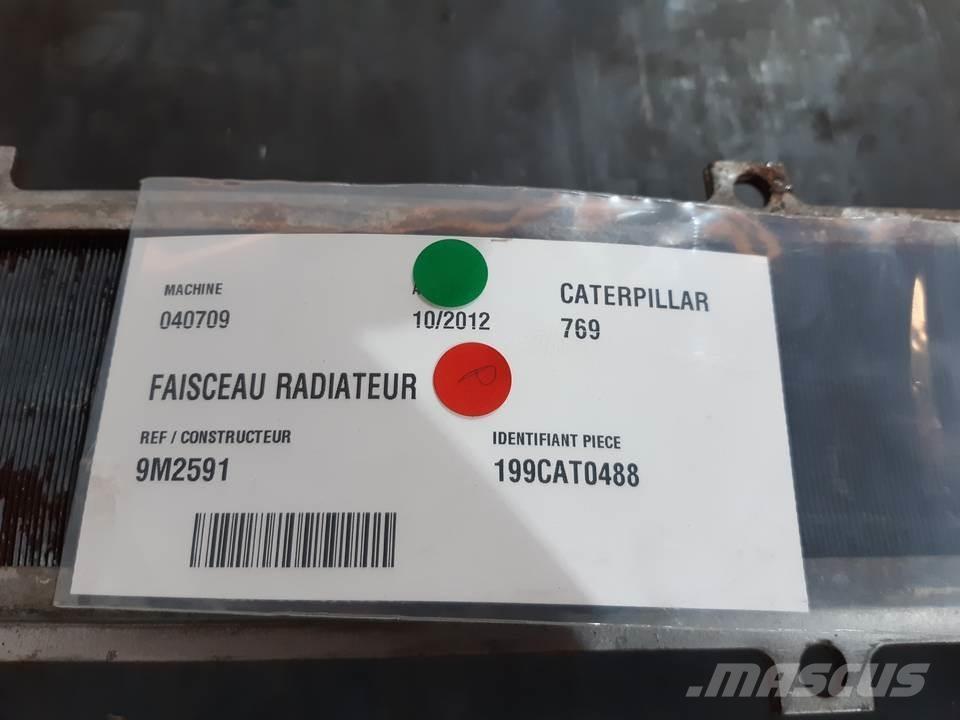 MACHINE
040709
10/2012
CATERPILLAR
769
FAISCEAU RADIATEUR
REF / CONSTRUCTEUR
9M2591
IDENTIFIANT PIECE
199CAT0488
MASCUS